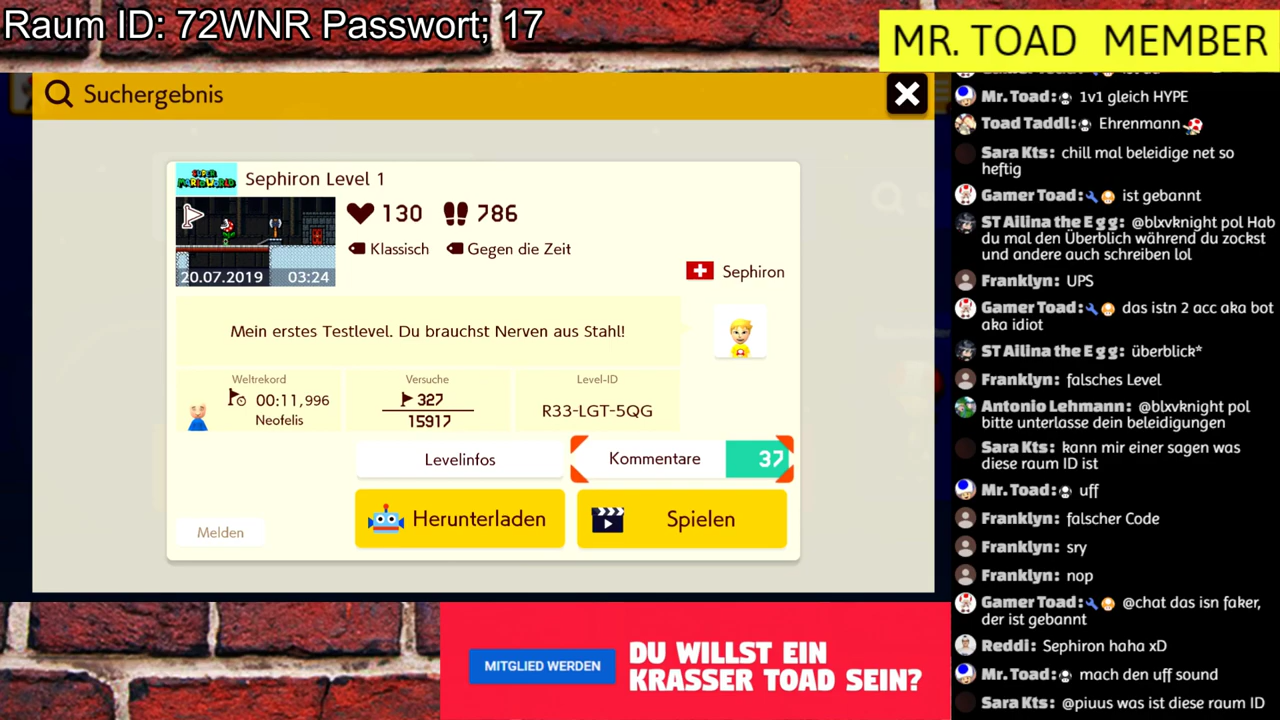 Raum ID: 72WNR Passwort; 17
MR. TOAD MEMBER
Suchergebnis
SUPER
MARIOWORLD
Sephiron Level 1
130
786
Klassisch
Gegen die Zeit
20.07.2019
03:24
Sephiron
Mein erstes Testlevel. Du brauchst Nerven aus Stahl!
Weltrekord
00:11,996
Neofelis
Versuche
327
15917
Level-ID
R33-LGT-5QG
Levelinfos
Kommentare
37
Melden
Herunterladen
Spielen
MITGLIED WERDEN
DU WILLST EIN
KRASSER TOAD SEIN?
Mr. Toad: 1v1 gleich HYPE
Toad Taddl: Ehrenmann
Sara Kts: chill mal beleidige net so
heftig
Gamer Toad: ist gebannt
ST Ailina the E g g: @blxvknight pol Hab
du mal den Überblich während du zockst
und andere auch schreiben lol
Franklyn: UPS
Gamer Toad: das istn 2 acc aka bot
aka idiot
ST Ailina the E g g: überblick*
Franklyn: falsches Level
Antonio Lehmann: @blxvknight pol
bitte unterlasse dein beleidigungen
Sara Kts: kann mir einer sagen was
diese raum ID ist
Mr. Toad: uff
Franklyn: falscher Code
Franklyn: sry
Franklyn: nop
Gamer Toad: @chat das isn faker,
der ist gebannt
Reddi: Sephiron haha xD
Mr. Toad: mach den uff sound
Sara Kts: @piuus was ist diese raum ID